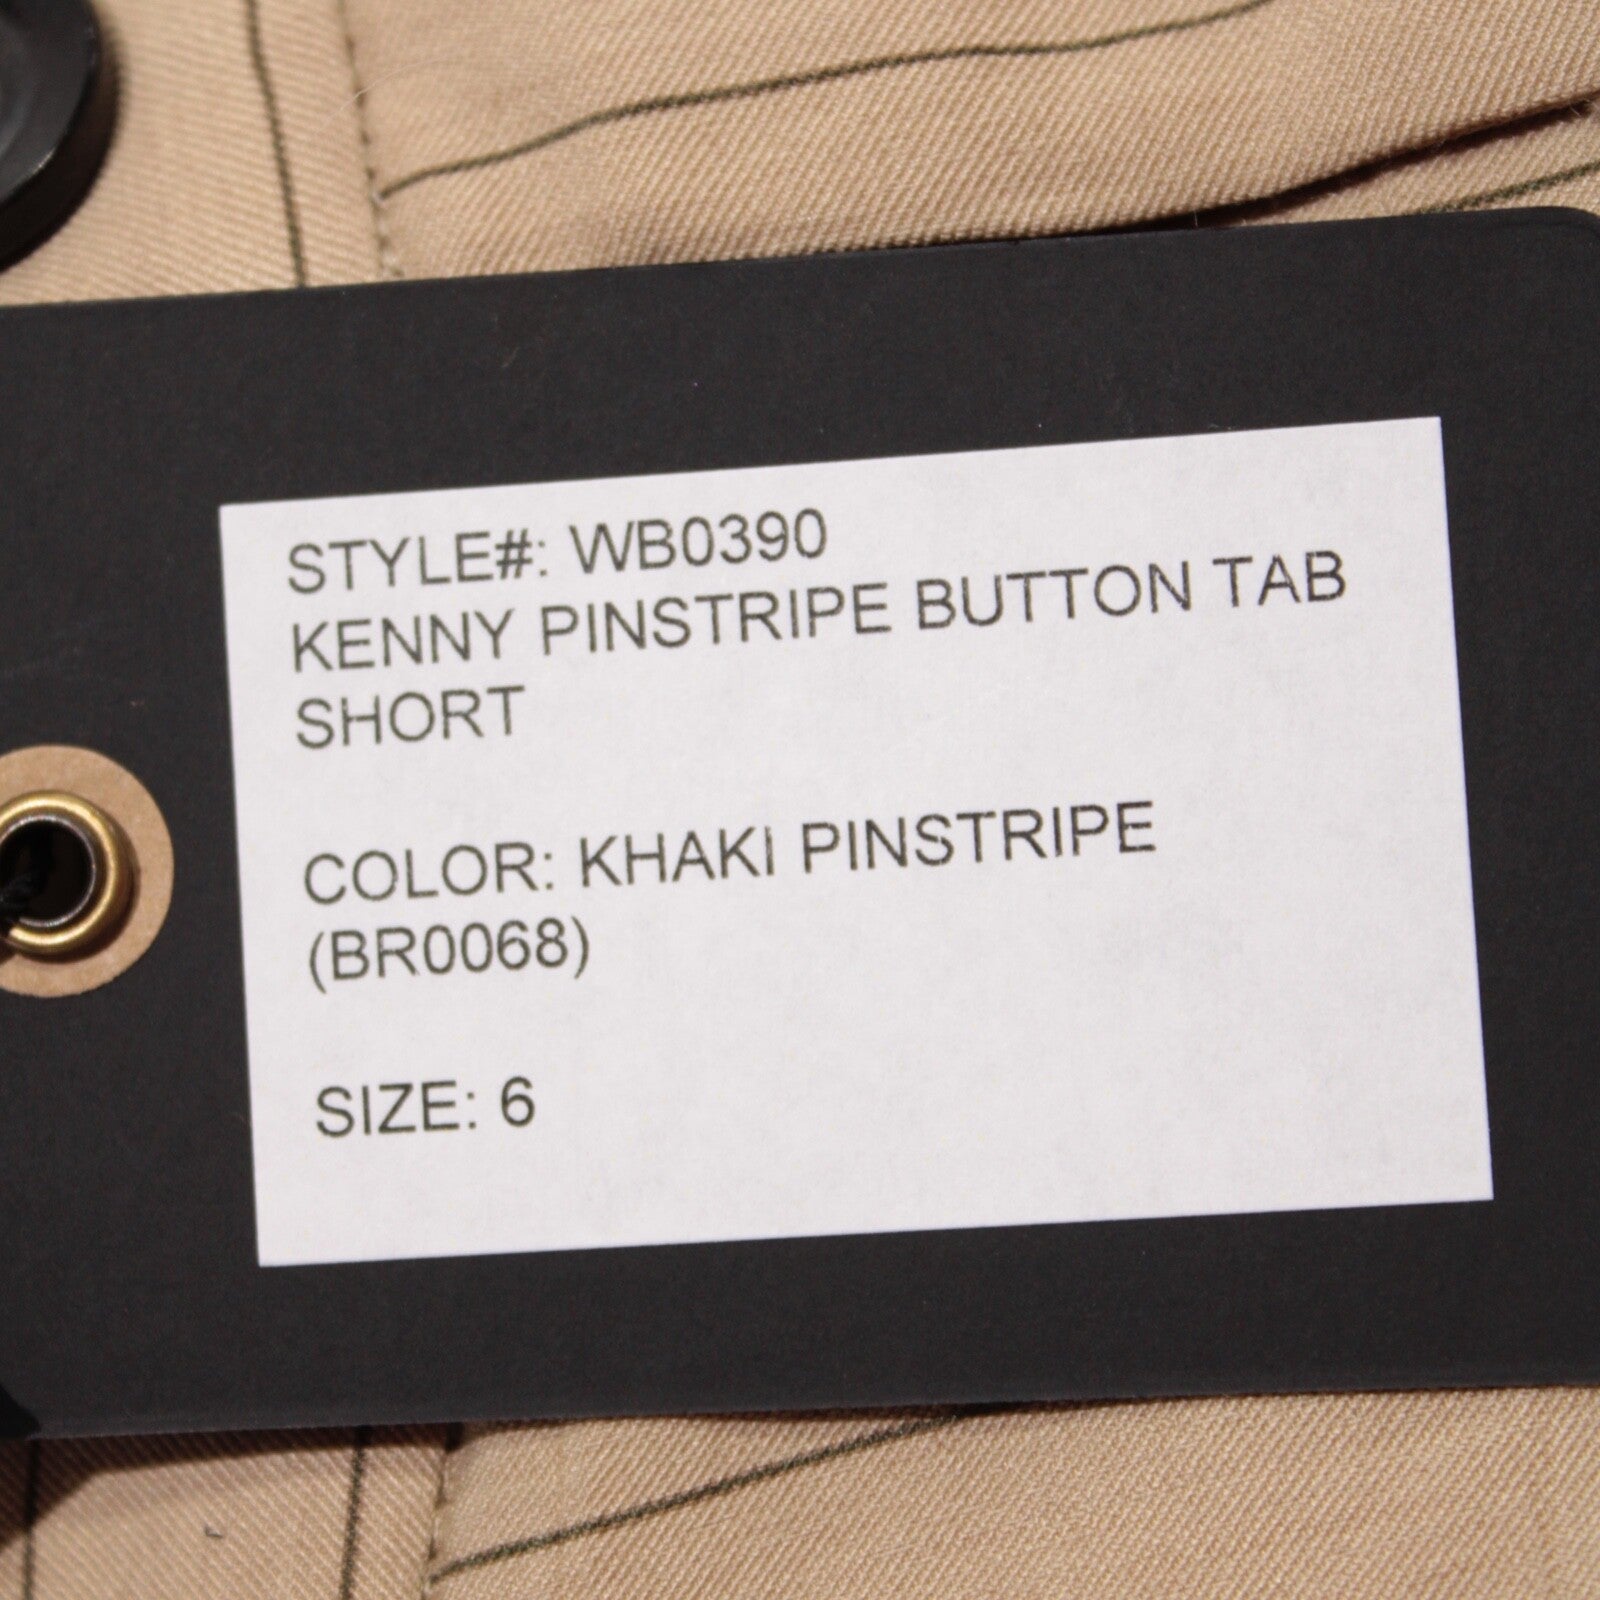 STYLE#: WB0390
KENNY PINSTRIPE BUTTON TAB
SHORT
COLOR: KHAKI PINSTRIPE
(BR0068)
SIZE: 6